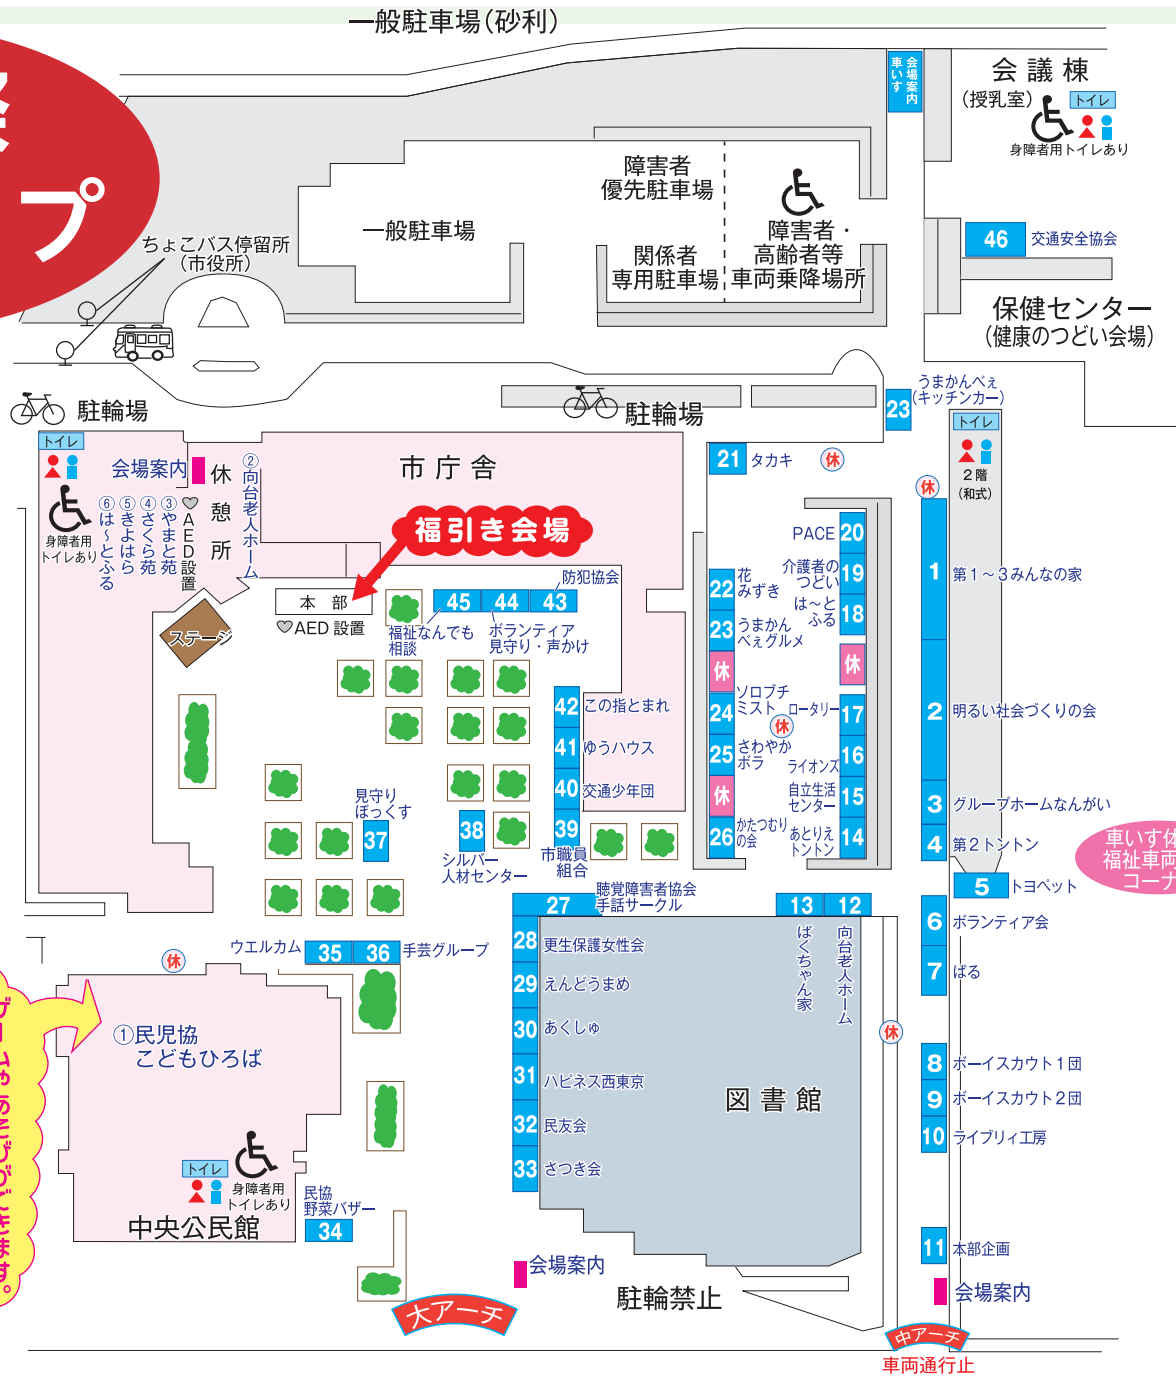 一般駐車場(砂利)
プ
会場案内
車いす
会議棟
(授乳室)
トイレ
身障者用トイレあり
障害者
優先駐車場
一般駐車場
関係者
専用駐車場
障害者・
高齢者等
車両乗降場所
46
交通安全協会
ちょこバス停留所
(市役所)
保健センター
(健康のつどい会場)
駐輪場
駐輪場
23
うまかんべぇ
(キッチンカー)
トイレ
身障者用
トイレあり
会場案内
休憩所
②向台老人ホーム
AED設置
③やまと苑
④さくら苑
⑤きよはら
⑥は〜とふる
市庁舎
福引き会場
本部
AED設置
ステージ
45
44
43
防犯協会
福祉なんでも
相談
ボランティア
見守り・声かけ
42
この指とまれ
41
ゆうハウス
40
交通少年団
39
市職員
組合
38
シルバー
人材センター
見守り
ぼっくす
37
21
タカキ
休
22
花
みずき
23
うまかん
べぇグルメ
休
24
ソロプチ
ミスト
25
さわやか
ボラ
休
26
かたつむり
の会
休
PACE
20
介護者の
つどい
19
は〜と
ふる
18
休
ロータリー
17
ライオンズ
16
自立生活
センター
15
あとりえ
トントン
14
トイレ
2階
(和式)
休
1
第1〜3みんなの家
2
明るい社会づくりの会
3
グループホームなんがい
4
第2トントン
5
トヨペット
車いす体
福祉車両
コーナ
6
ボランティア会
7
ぱる
8
ボーイスカウト1団
9
ボーイスカウト2団
10
ライブリィ工房
11
本部企画
会場案内
中アーチ
車両通行止
休
27
聴覚障害者協会
手話サークル
13
ばくちゃん家
12
向台老人ホーム
28
更生保護女性会
29
えんどうまめ
30
あくしゅ
31
ハピネス西東京
32
民友会
33
さつき会
図書館
会場案内
駐輪禁止
大アーチ
ウエルカム
35
36
手芸グループ
休
①民児協
こどもひろば
トイレ
身障者用
トイレあり
中央公民館
民協
野菜バザー
34